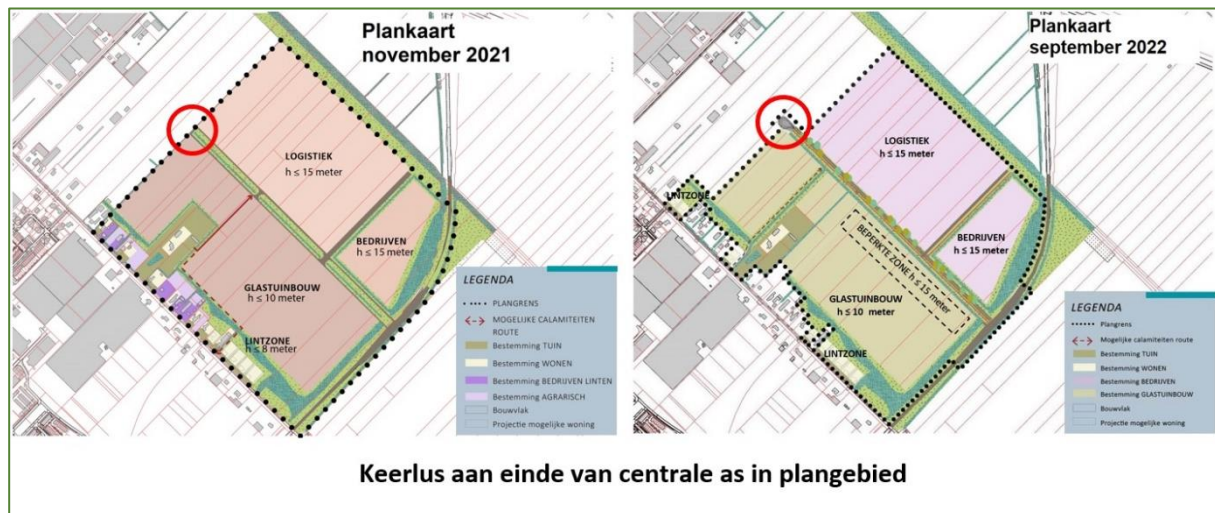 Plankaart
november 2021
LOGISTIEK
h ≤ 15 meter
BEDRIJVEN
h ≤ 15 meter
GLASTUINBOUW
h ≤ 10 meter
LINTZONE
h ≤ 8 meter
LEGENDA
PLANGRENS
MOGELIJKE CALAMITEITEN
ROUTE
Bestemming TUIN
Bestemming WONEN
Bestemming BEDRIJVEN LINTEN
Bestemming AGRARISCH
Bouwvlak
Projectie mogelijke woning
Plankaart
september 2022
LOGISTIEK
h ≤ 15 meter
LINTZONE
BEDRIJVEN
h ≤ 15 meter
BEPERKTE ZONE h ≤ 15 meter
GLASTUINBOUW
h ≤ 10 meter
LINTZONE
LEGENDA
Plangrens
Mogelijke calamiteiten route
Bestemming TUIN
Bestemming WONEN
Bestemming BEDRIJVEN
Bestemming GLASTUINBOUW
Bouwvlak
Projectie mogelijke woning
Keerlus aan einde van centrale as in plangebied